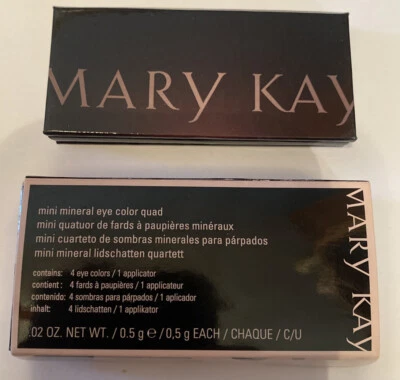 MARY KAY
mini mineral eye color quad
mini quatuor de fards à paupières minéraux
mini cuarteto de sombras minerales para párpados
mini mineral lidschatten quartett
contains: 4 eye colors / 1 applicator
contient : 4 fards à paupières / 1 applicateur
contenido: 4 sombras para párpados / 1 aplicador
inhalt: 4 lidschatten / 1 applikator
.02 OZ. NET WT. / 0.5 g ℮ / 0,5 g EACH / CHAQUE / C/U
MARY KAY